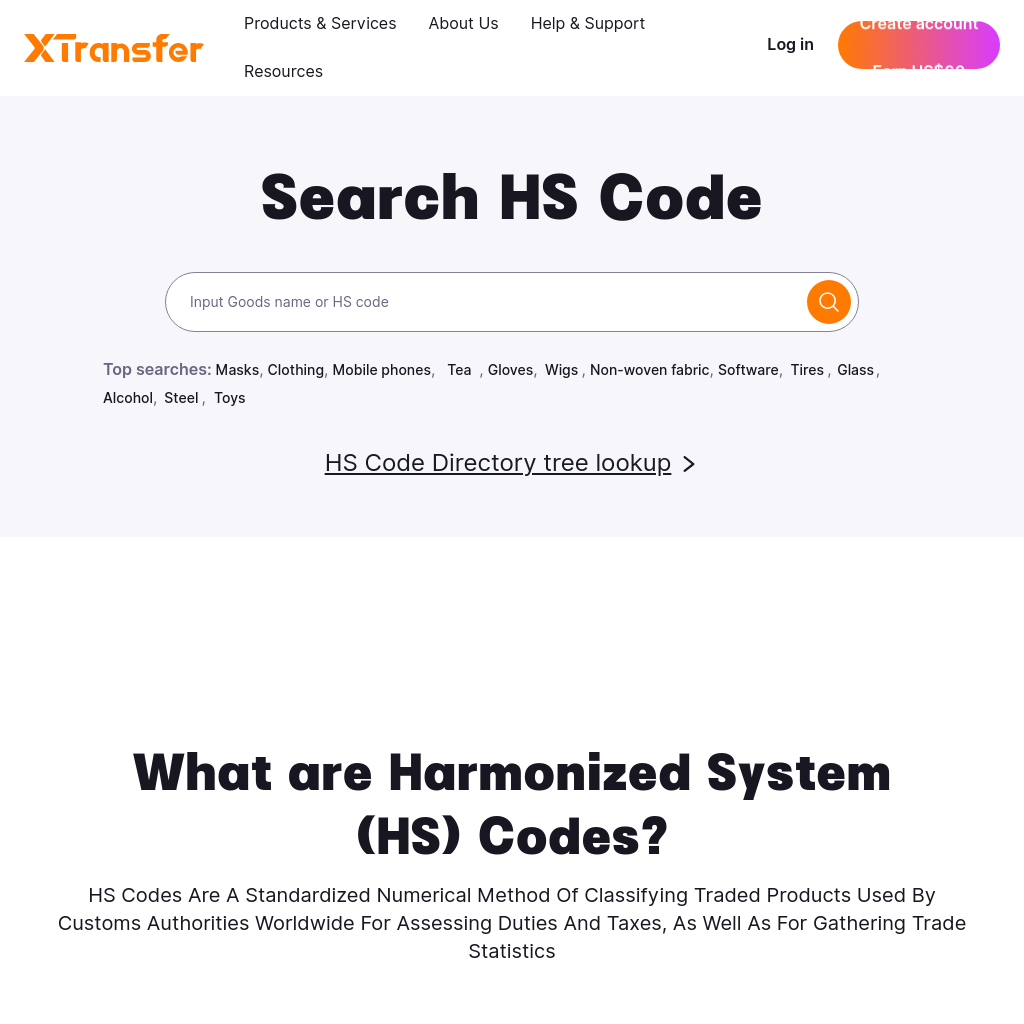 XTransfer
Products & Services About Us Help & Support
Resources
Log in
Create account
Search HS Code
Input Goods name or HS code
Top searches: Masks, Clothing, Mobile phones, Tea , Gloves, Wigs , Non-woven fabric, Software, Tires , Glass ,
Alcohol, Steel , Toys
HS Code Directory tree lookup
What are Harmonized System
(HS) Codes?
HS Codes Are A Standardized Numerical Method Of Classifying Traded Products Used By
Customs Authorities Worldwide For Assessing Duties And Taxes, As Well As For Gathering Trade
Statistics